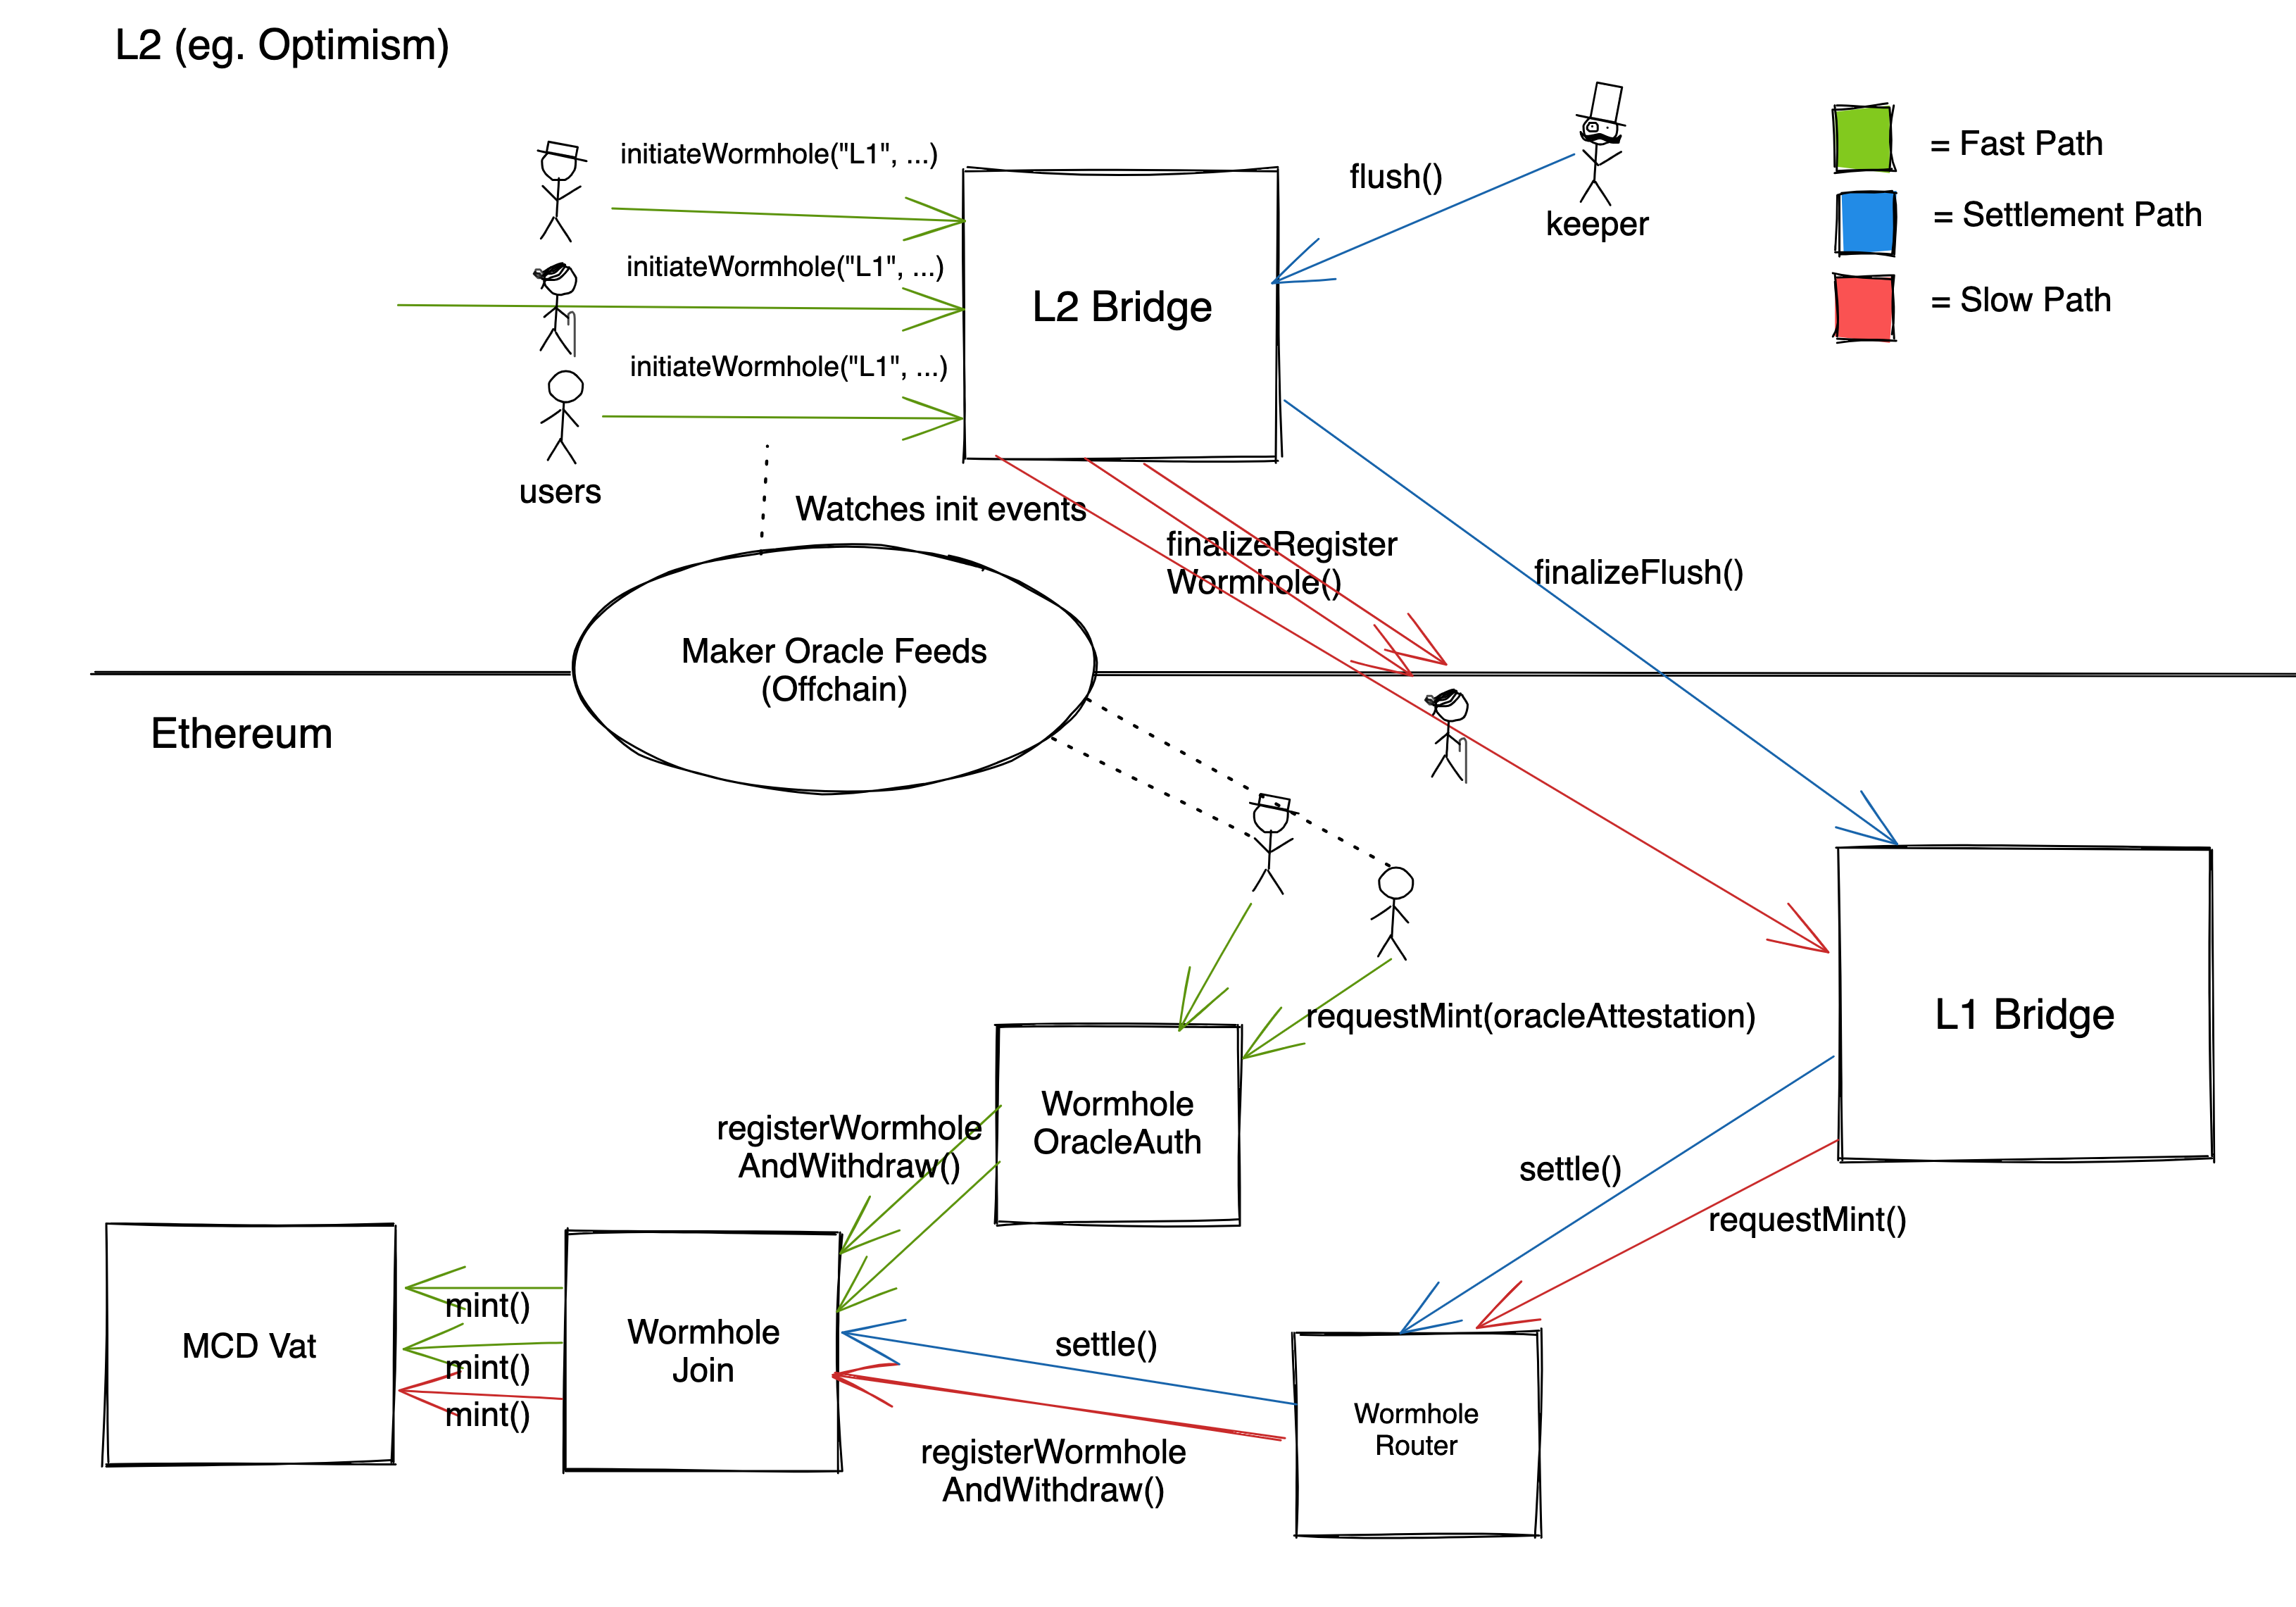 L2 (eg. Optimism)
initiateWormhole("L1", ...)
initiateWormhole("L1", ...)
initiateWormhole("L1", ...)
users
L2 Bridge
flush()
keeper
= Fast Path
= Settlement Path
= Slow Path
Watches init events
finalizeRegister
Wormhole()
finalizeFlush()
Maker Oracle Feeds
(Offchain)
Ethereum
requestMint(oracleAttestation)
L1 Bridge
Wormhole
OracleAuth
registerWormhole
AndWithdraw()
settle()
requestMint()
MCD Vat
mint()
mint()
mint()
Wormhole
Join
settle()
registerWormhole
AndWithdraw()
Wormhole
Router